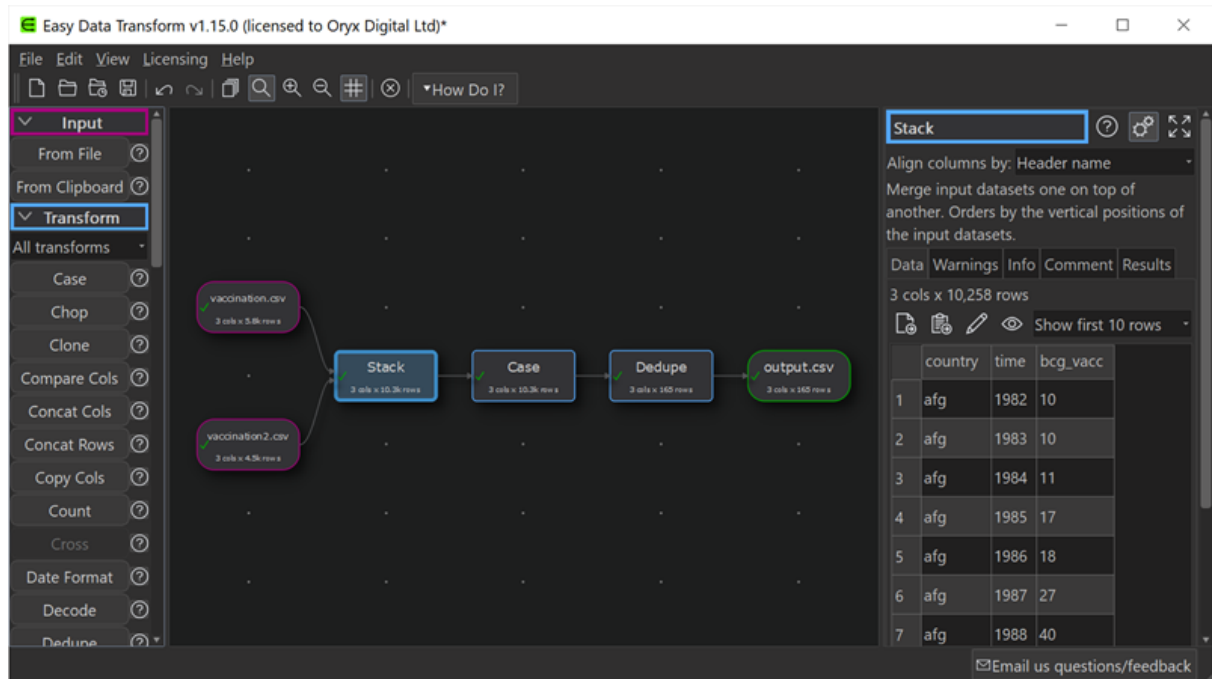 Easy Data Transform v1.15.0 (licensed to Oryx Digital Ltd)*
File Edit View Licensing Help
How Do I?
Input
From File
From Clipboard
Transform
All transforms
Case
Chop
Clone
Compare Cols
Concat Cols
Concat Rows
Copy Cols
Count
Cross
Date Format
Decode
Dedupe
vaccination.csv
3 cols x 5.8k rows
vaccination2.csv
3 cols x 4.5k rows
Stack
3 cols x 10.3k rows
Case
3 cols x 10.3k rows
Dedupe
3 cols x 165 rows
output.csv
3 cols x 165 rows
Stack
Align columns by: Header name
Merge input datasets one on top of
another. Orders by the vertical positions of
the input datasets.
Data Warnings Info Comment Results
3 cols x 10,258 rows
Show first 10 rows
country time bcg_vacc
1 afg 1982 10
2 afg 1983 10
3 afg 1984 11
4 afg 1985 17
5 afg 1986 18
6 afg 1987 27
7 afg 1988 40
Email us questions/feedback